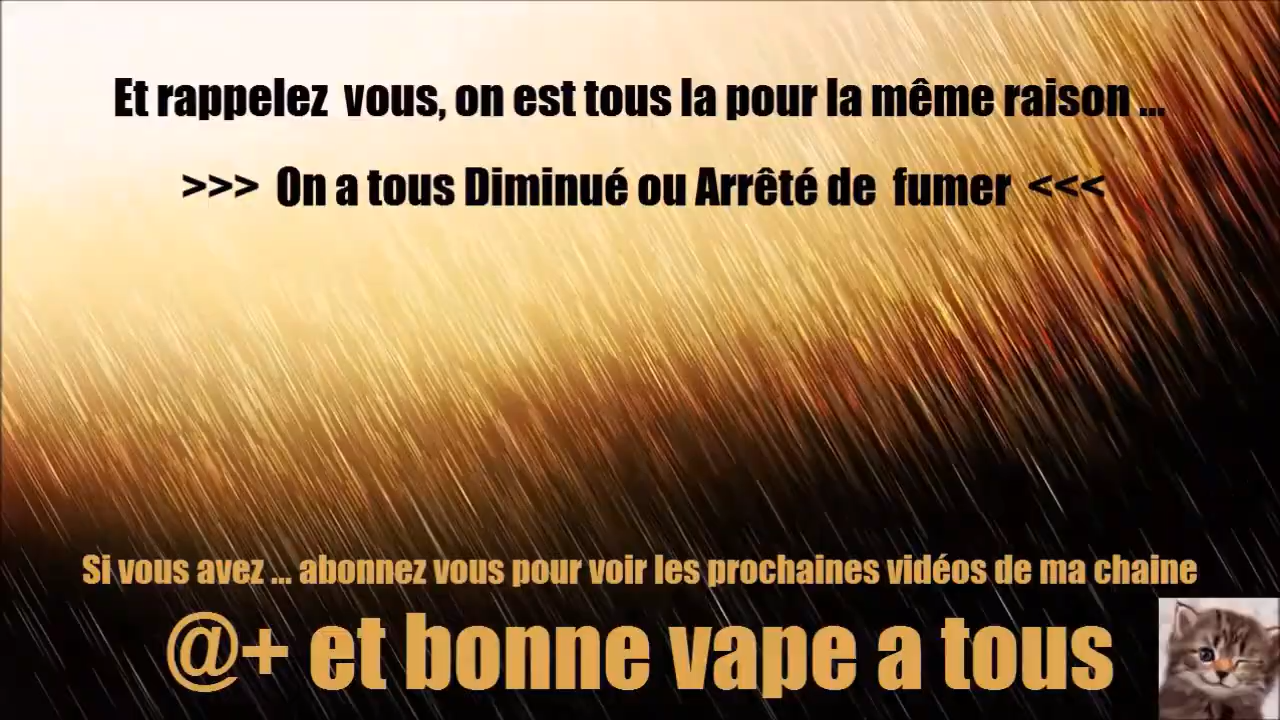 Et rappelez vous, on est tous la pour la même raison ...
>>> On a tous Diminué ou Arrêté de fumer <<<
Si vous avez ... abonnez vous pour voir les prochaines vidéos de ma chaine
@+ et bonne vape a tous